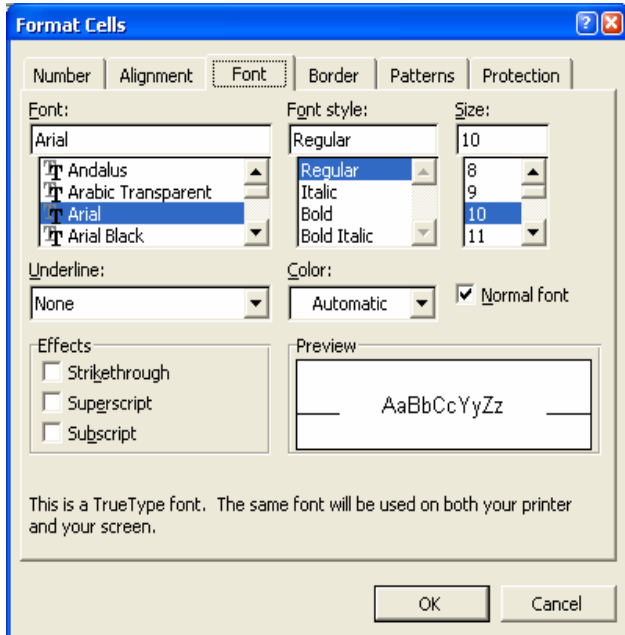 Format Cells
Number Alignment Font Border Patterns Protection
Font: Font style: Size:
Arial Regular 10
Andalus Regular 8
Arabic Transparent Italic 9
Arial Bold 10
Arial Black Bold Italic 11
Underline: Color:
None Automatic Normal font
Effects Preview
Strikethrough
Superscript AaBbCcYyZz
Subscript
This is a TrueType font. The same font will be used on both your printer
and your screen.
OK Cancel